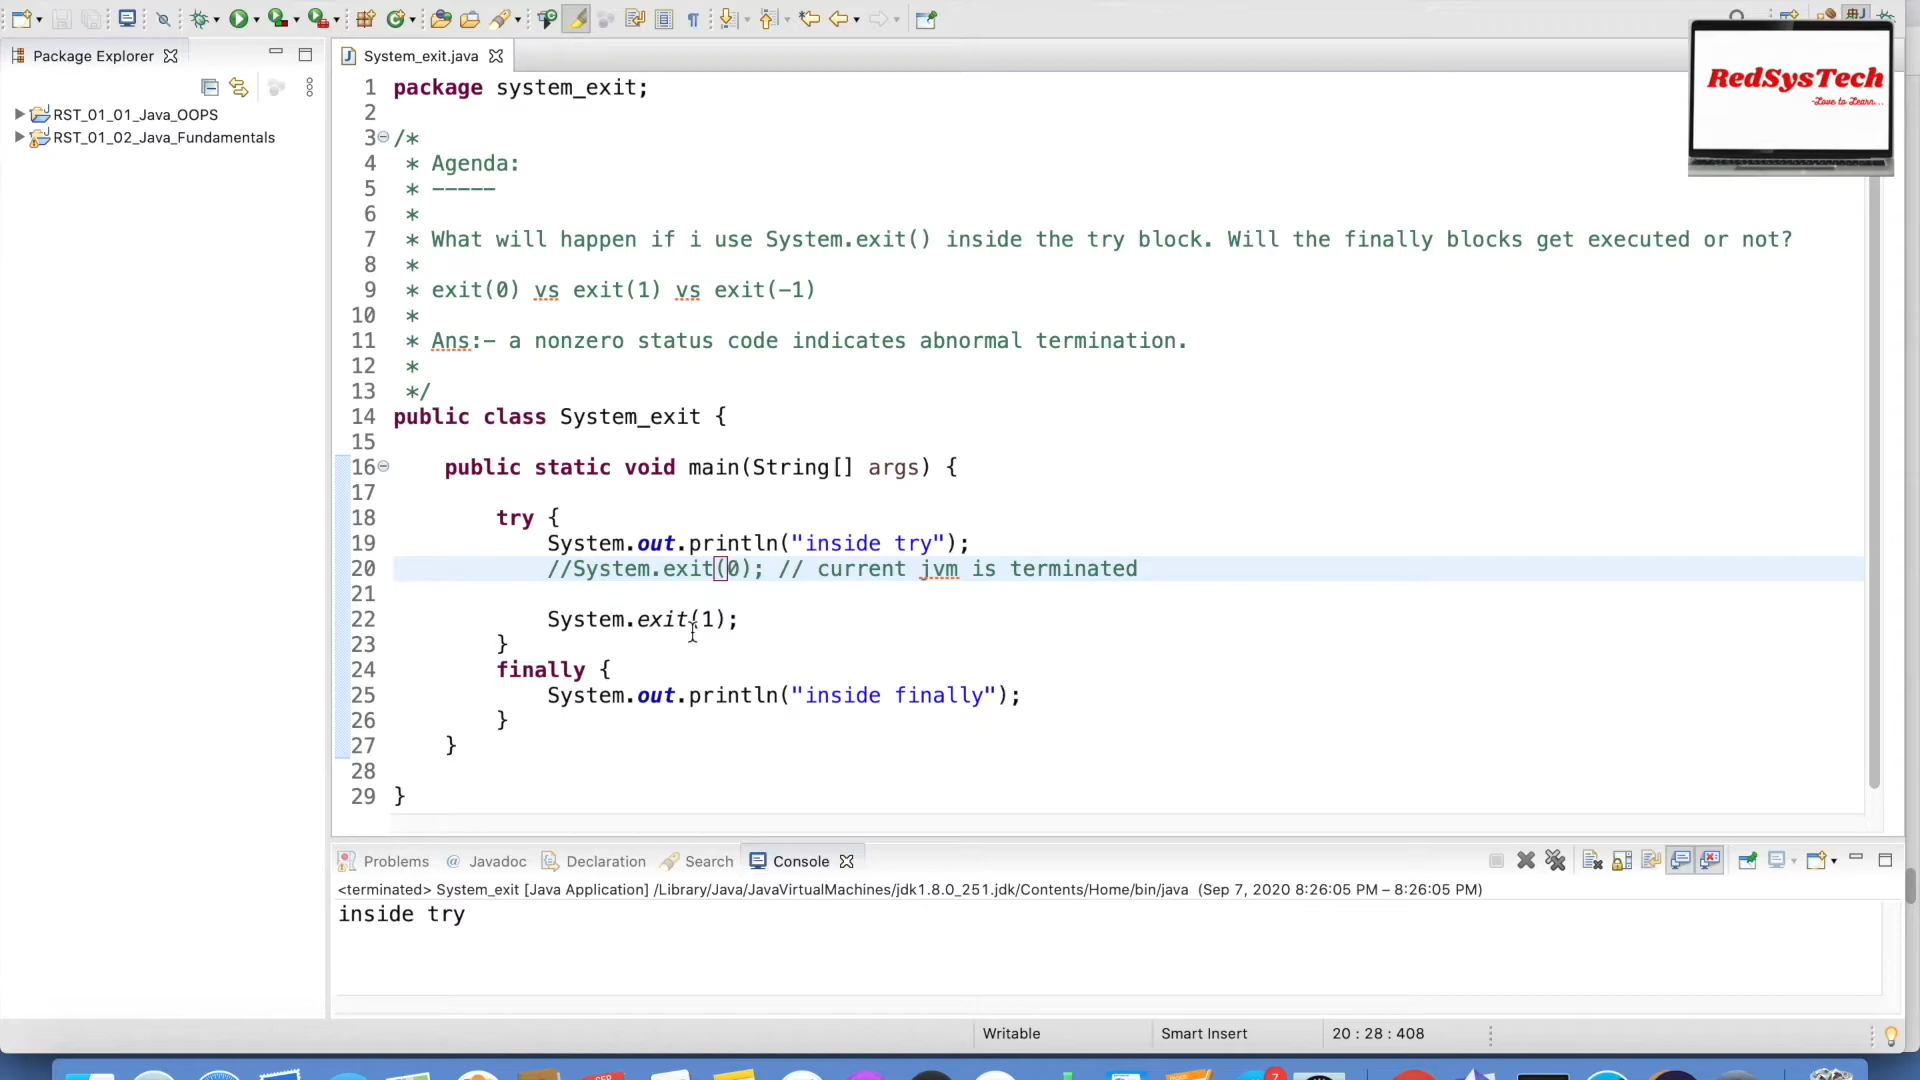 Package Explorer
System_exit.java
RedSysTech
-Love to Learn...
RST_01_01_Java_OOPS
RST_01_02_Java_Fundamentals
1 package system_exit;
2
3 /*
4 * Agenda:
5 * -----
6 *
7 * What will happen if i use System.exit() inside the try block. Will the finally blocks get executed or not?
8 *
9 * exit(0) vs exit(1) vs exit(-1)
10 *
11 * Ans:- a nonzero status code indicates abnormal termination.
12 *
13 */
14 public class System_exit {
15
16 public static void main(String[] args) {
17
18 try {
19 System.out.println("inside try");
20 //System.exit(0); // current jvm is terminated
21
22 System.exit(1);
23 }
24 finally {
25 System.out.println("inside finally");
26 }
27 }
28
29 }
Problems @ Javadoc Declaration Search Console
<terminated> System_exit [Java Application] /Library/Java/JavaVirtualMachines/jdk1.8.0_251.jdk/Contents/Home/bin/java (Sep 7, 2020 8:26:05 PM – 8:26:05 PM)
inside try
Writable Smart Insert 20 : 28 : 408
SEP 7